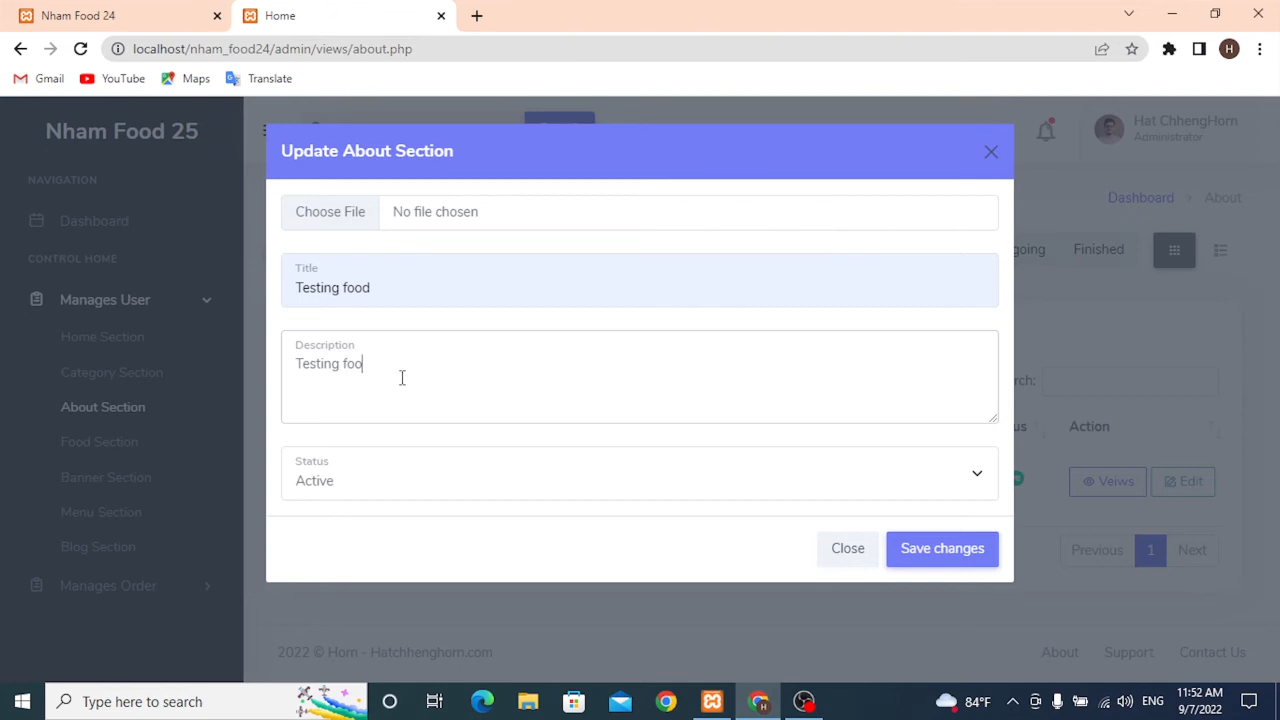 Nham Food 24
Home
localhost/nham_food24/admin/views/about.php
H
Gmail
YouTube
Maps
Translate
Nham Food 25
Hat ChhengHorn
Administrator
NAVIGATION
Dashboard
CONTROL HOME
Manages User
Home Section
Category Section
About Section
Food Section
Banner Section
Menu Section
Blog Section
Manages Order
Dashboard > About
going
Finished
Update About Section
Choose File
No file chosen
Title
Testing food
Description
Testing foo
Status
Active
Close
Save changes
rch:
us
Action
Veiws
Edit
Previous
1
Next
2022 © Horn - Hatchhenghorn.com
About
Support
Contact Us
Type here to search
84°F
ENG
11:52 AM
9/7/2022